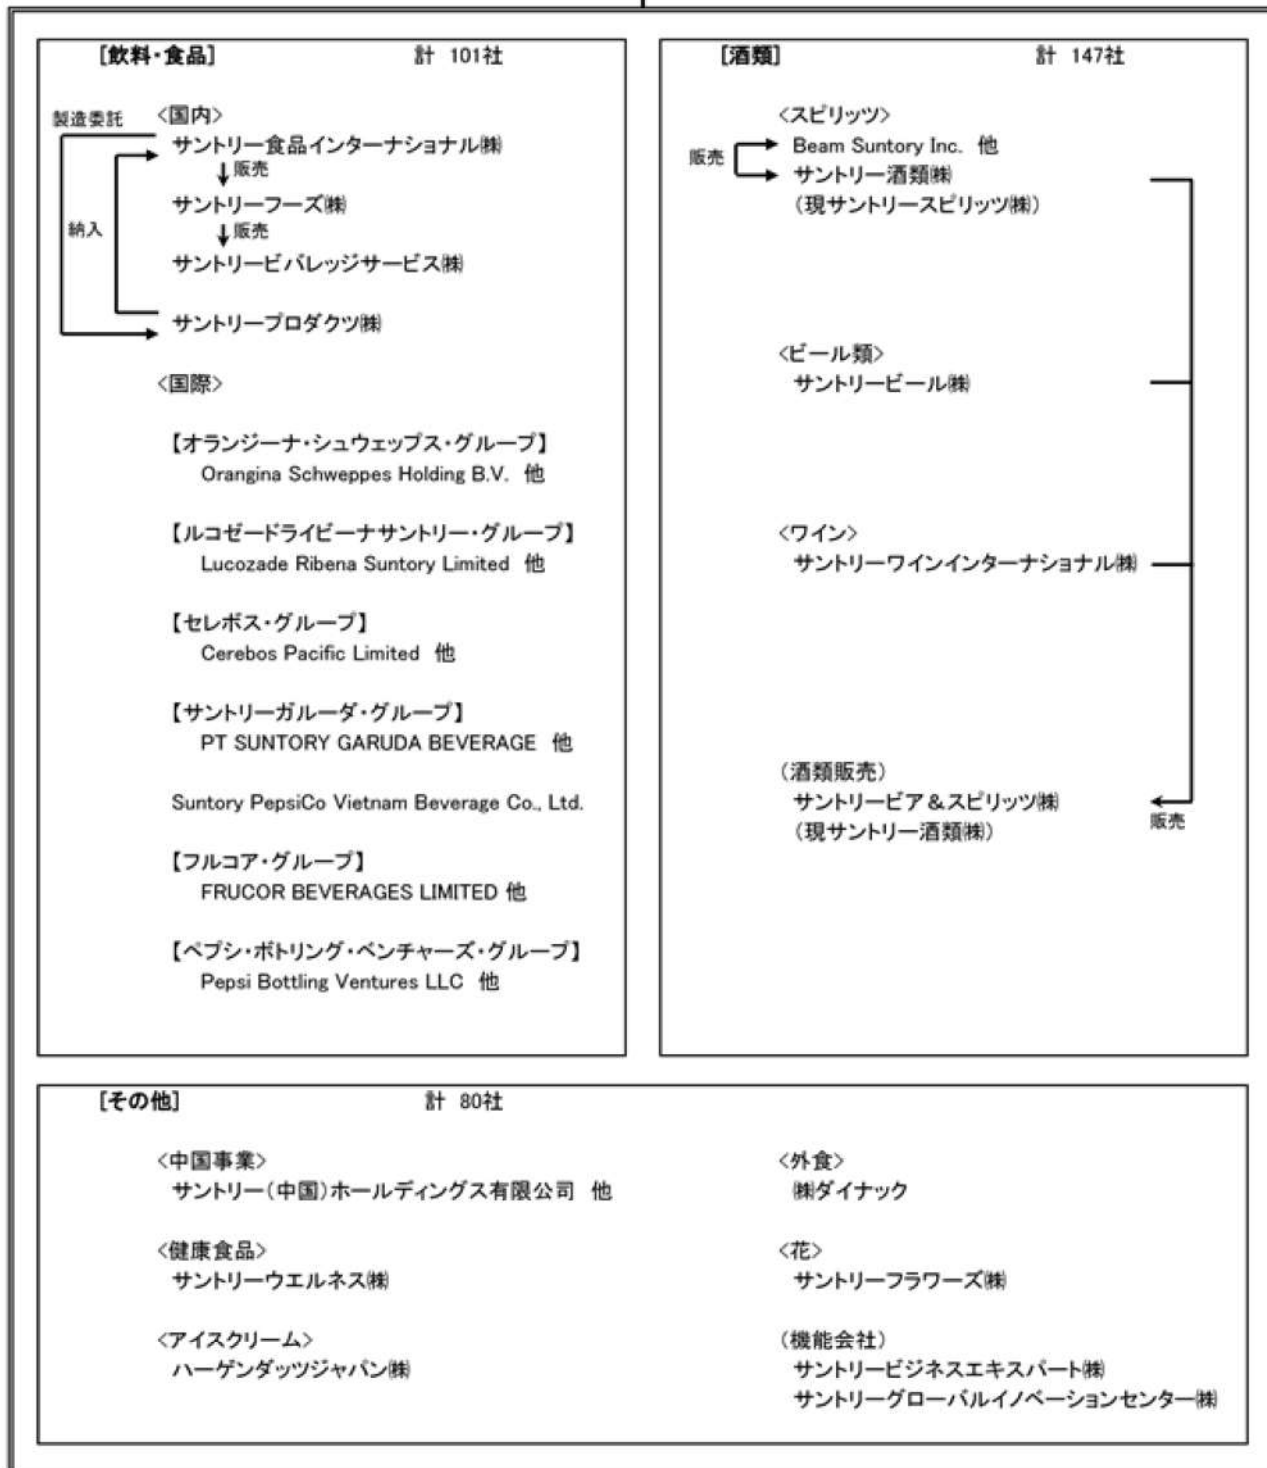 [飲料・食品] 計 101社
製造委託
<国内>
サントリー食品インターナショナル㈱
↓販売
サントリーフーズ㈱
↓販売
納入
サントリービバレッジサービス㈱
サントリープロダクツ㈱
<国際>
【オランジーナ・シュウェップス・グループ】
Orangina Schweppes Holding B.V. 他
【ルコゼードライビーナサントリー・グループ】
Lucozade Ribena Suntory Limited 他
【セレボス・グループ】
Cerebos Pacific Limited 他
【サントリーガルーダ・グループ】
PT SUNTORY GARUDA BEVERAGE 他
Suntory PepsiCo Vietnam Beverage Co., Ltd.
【フルコア・グループ】
FRUCOR BEVERAGES LIMITED 他
【ペプシ・ボトリング・ベンチャーズ・グループ】
Pepsi Bottling Ventures LLC 他
[酒類] 計 147社
<スピリッツ>
販売
Beam Suntory Inc. 他
サントリー酒類㈱
(現サントリースピリッツ㈱)
<ビール類>
サントリービール㈱
<ワイン>
サントリーワインインターナショナル㈱
(酒類販売)
サントリービア&スピリッツ㈱
(現サントリー酒類㈱)
販売
[その他] 計 80社
<中国事業>
サントリー(中国)ホールディングス有限公司 他
<健康食品>
サントリーウエルネス㈱
<アイスクリーム>
ハーゲンダッツジャパン㈱
<外食>
㈱ダイナック
<花>
サントリーフラワーズ㈱
(機能会社)
サントリービジネスエキスパート㈱
サントリーグローバルイノベーションセンター㈱